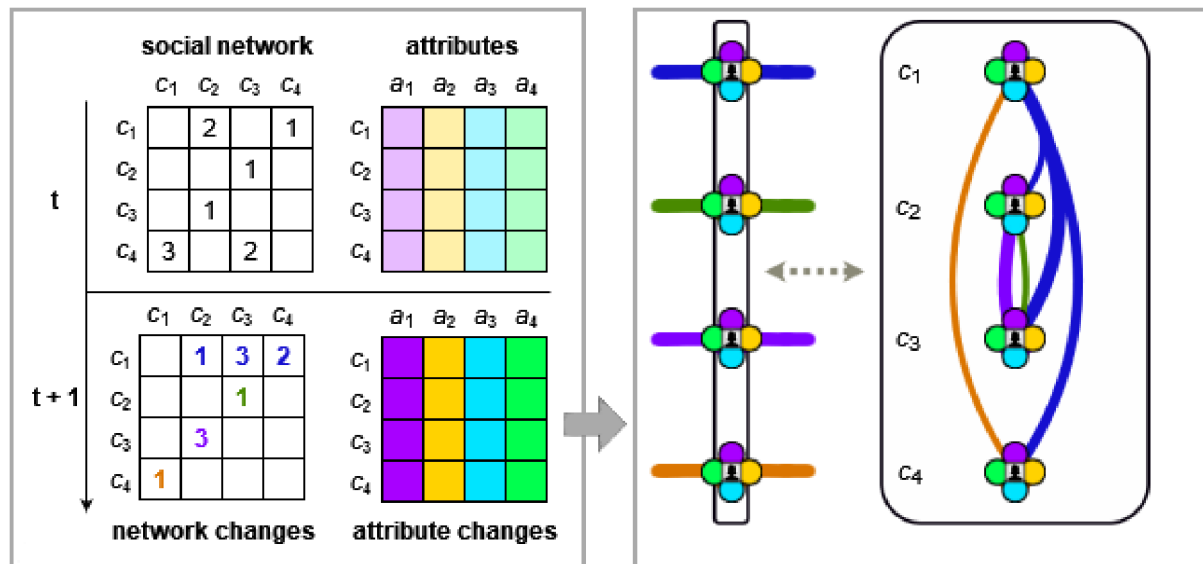 social network attributes
c1 c2 c3 c4 a1 a2 a3 a4
c1 2 1 c1
c2 1 c2
t
c3 1 c3
c4 3 2 c4
c1 c2 c3 c4 a1 a2 a3 a4
c1 1 3 2 c1
t + 1
c2 1 c2
c3 3 c3
c4 1 c4
network changes attribute changes
c1
c2
c3
c4